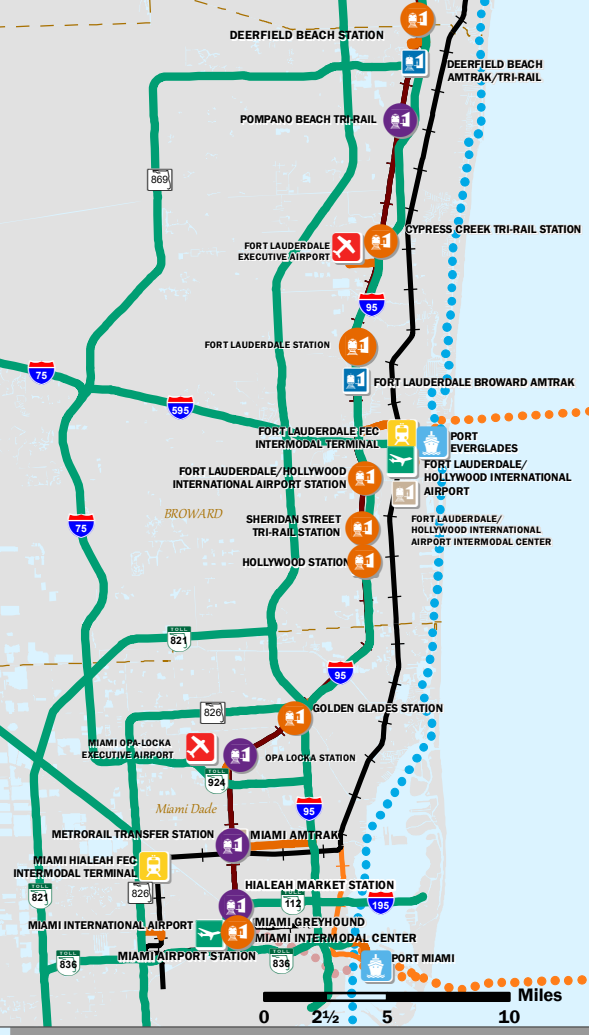 DEERFIELD BEACH STATION
DEERFIELD BEACH
AMTRAK/TRI-RAIL
POMPANO BEACH TRI-RAIL
869
CYPRESS CREEK TRI-RAIL STATION
FORT LAUDERDALE
EXECUTIVE AIRPORT
95
FORT LAUDERDALE STATION
75
FORT LAUDERDALE BROWARD AMTRAK
595
FORT LAUDERDALE FEC
INTERMODAL TERMINAL
PORT
EVERGLADES
FORT LAUDERDALE/HOLLYWOOD
INTERNATIONAL AIRPORT STATION
FORT LAUDERDALE/
HOLLYWOOD INTERNATIONAL
AIRPORT
BROWARD
75
SHERIDAN STREET
TRI-RAIL STATION
FORT LAUDERDALE/
HOLLYWOOD INTERNATIONAL
AIRPORT INTERMODAL CENTER
HOLLYWOOD STATION
TOLL
821
95
826
GOLDEN GLADES STATION
MIAMI OPA-LOCKA
EXECUTIVE AIRPORT
OPA LOCKA STATION
TOLL
924
Miami Dade
95
METRORAIL TRANSFER STATION
MIAMI AMTRAK
MIAMI HIALEAH FEC
INTERMODAL TERMINAL
HIALEAH MARKET STATION
TOLL
821
826
TOLL
112
195
MIAMI INTERNATIONAL AIRPORT
MIAMI GREYHOUND
MIAMI INTERMODAL CENTER
MIAMI AIRPORT STATION
TOLL
836
TOLL
836
PORT MIAMI
Miles
0
2½
5
10